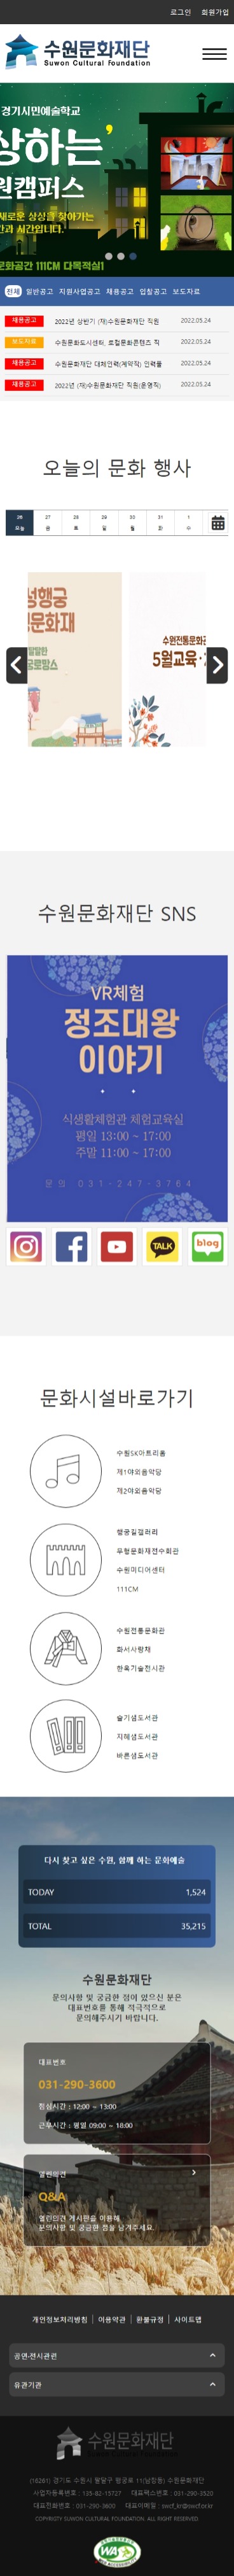 로그인 회원가입
수원문화재단
Suwon Cultural Foundation
경기시민예술학교
상하는
원캠퍼스
새로운 상상을 찾아가는
간과 시간입니다.
문화공간 111CM 다목적실1
전체 일반공고 지원사업공고 채용공고 입찰공고 보도자료
채용공고 2022년 상반기 (재)수원문화재단 직원 2022.05.24
보도자료 수원문화도시센터, 로컬문화콘텐츠 직 2022.05.24
채용공고 수원문화재단 대체인력(계약직) 인력풀 2022.05.24
채용공고 2022년 (재)수원문화재단 직원(운영직) 2022.05.24
오늘의 문화 행사
26 27 28 29 30 31 1
오늘 금 토 일 월 화 수
성행궁
문화재
달달한
궁로망스
수원전통문화관
5월교육·
수원문화재단 SNS
VR체험
정조대왕
이야기
식생활체험관 체험교육실
평일 13:00 ~ 17:00
주말 11:00 ~ 17:00
문의 031-247-3764
TALK
blog
문화시설바로가기
수원SK아트리움
제1야외음악당
제2야외음악당
행궁길갤러리
무형문화재전수회관
수원미디어센터
111CM
수원전통문화관
화서사랑채
한옥기술전시관
슬기샘도서관
지혜샘도서관
바른샘도서관
다시 찾고 싶은 수원, 함께 하는 문화예술
TODAY 1,524
TOTAL 35,215
수원문화재단
문의사항 및 궁금한 점이 있으신 분은
대표번호를 통해 적극적으로
문의해주시기 바랍니다.
대표번호
031-290-3600
점심시간 : 12:00 ~ 13:00
근무시간 : 평일 09:00 ~ 18:00
열린의견
Q&A
열린의견 게시판을 이용해
문의사항 및 궁금한 점을 남겨주세요.
개인정보처리방침 | 이용약관 | 환불규정 | 사이트맵
공연·전시관련
유관기관
수원문화재단
Suwon Cultural Foundation
(16261) 경기도 수원시 팔달구 행궁로 11(남창동) 수원문화재단
사업자등록번호 : 135-82-15727 대표팩스번호 : 031-290-3520
대표전화번호 : 031-290-3600 대표이메일 : swcf_kr@swcf.or.kr
COPYRIGTY SUWON CULTURAL FOUNDATION. ALL RIGHT RESERVED
WA